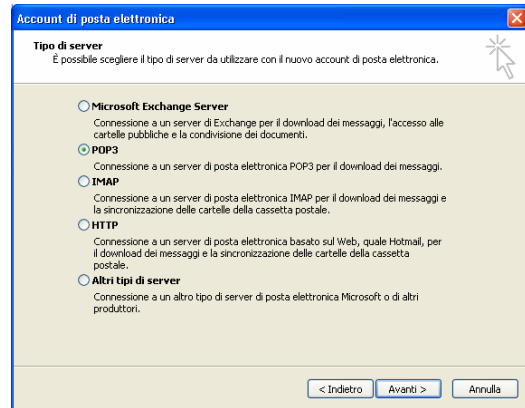 Account di posta elettronica
Tipo di server
È possibile scegliere il tipo di server da utilizzare con il nuovo account di posta elettronica.
Microsoft Exchange Server
Connessione a un server di Exchange per il download dei messaggi, l'accesso alle
cartelle pubbliche e la condivisione dei documenti.
POP3
Connessione a un server di posta elettronica POP3 per il download dei messaggi.
IMAP
Connessione a un server di posta elettronica IMAP per il download dei messaggi e
la sincronizzazione delle cartelle della cassetta postale.
HTTP
Connessione a un server di posta elettronica basato sul Web, quale Hotmail, per
il download dei messaggi e la sincronizzazione delle cartelle della cassetta
postale.
Altri tipi di server
Connessione a un altro tipo di server di posta elettronica Microsoft o di altri
produttori.
< Indietro Avanti > Annulla